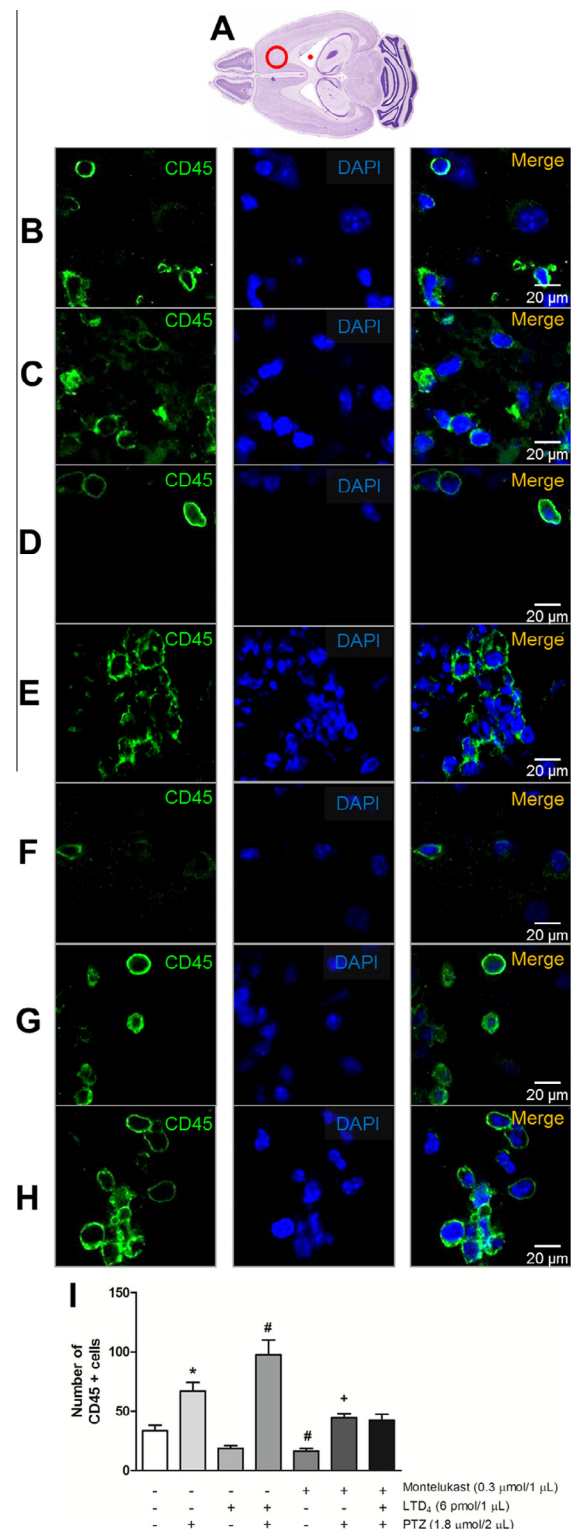 A
B
CD45
DAPI
Merge
20 µm
C
CD45
DAPI
Merge
20 µm
D
CD45
DAPI
Merge
20 µm
E
CD45
DAPI
Merge
20 µm
F
CD45
DAPI
Merge
20 µm
G
CD45
DAPI
Merge
20 µm
H
CD45
DAPI
Merge
20 µm
I
Number of
CD45 + cells
150
100
50
0
*
#
#
+
- - - - + + + Montelukast (0.3 µmol/1 µL)
- - + + - - + LTD₄ (6 pmol/1 µL)
- + - + - + + PTZ (1.8 µmol/2 µL)